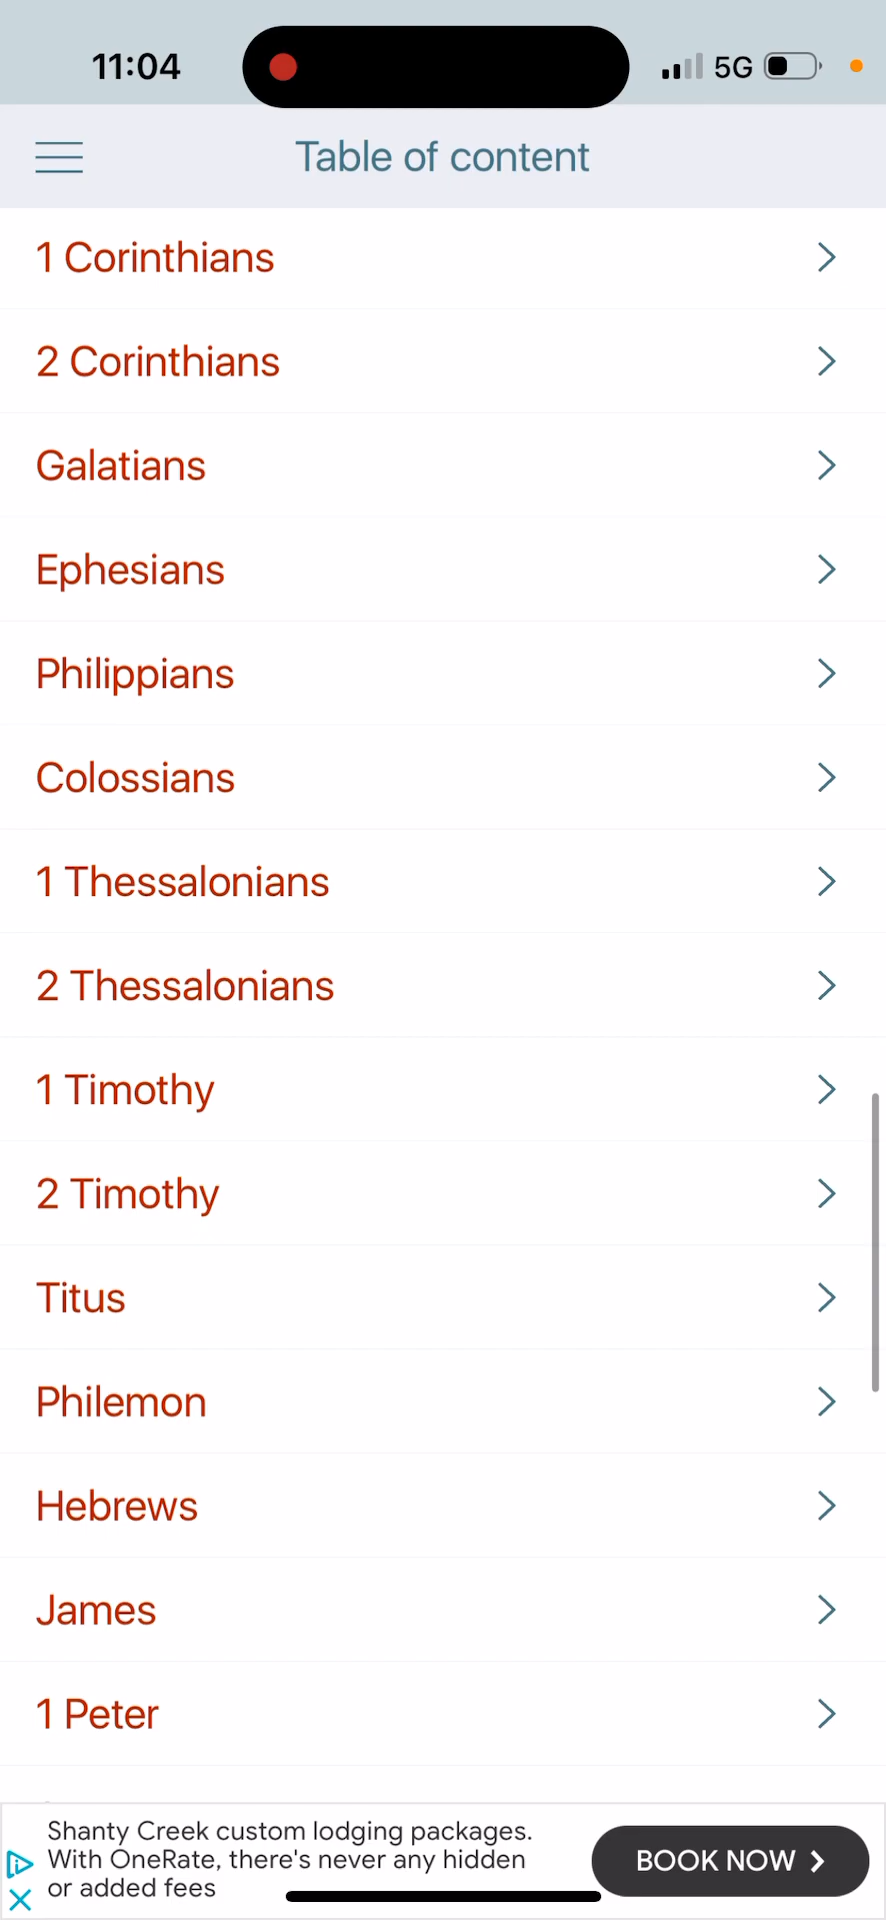 11:04
5G
Table of content
1 Corinthians
2 Corinthians
Galatians
Ephesians
Philippians
Colossians
1 Thessalonians
2 Thessalonians
1 Timothy
2 Timothy
Titus
Philemon
Hebrews
James
1 Peter
Shanty Creek custom lodging packages.
With OneRate, there's never any hidden
or added fees
BOOK NOW